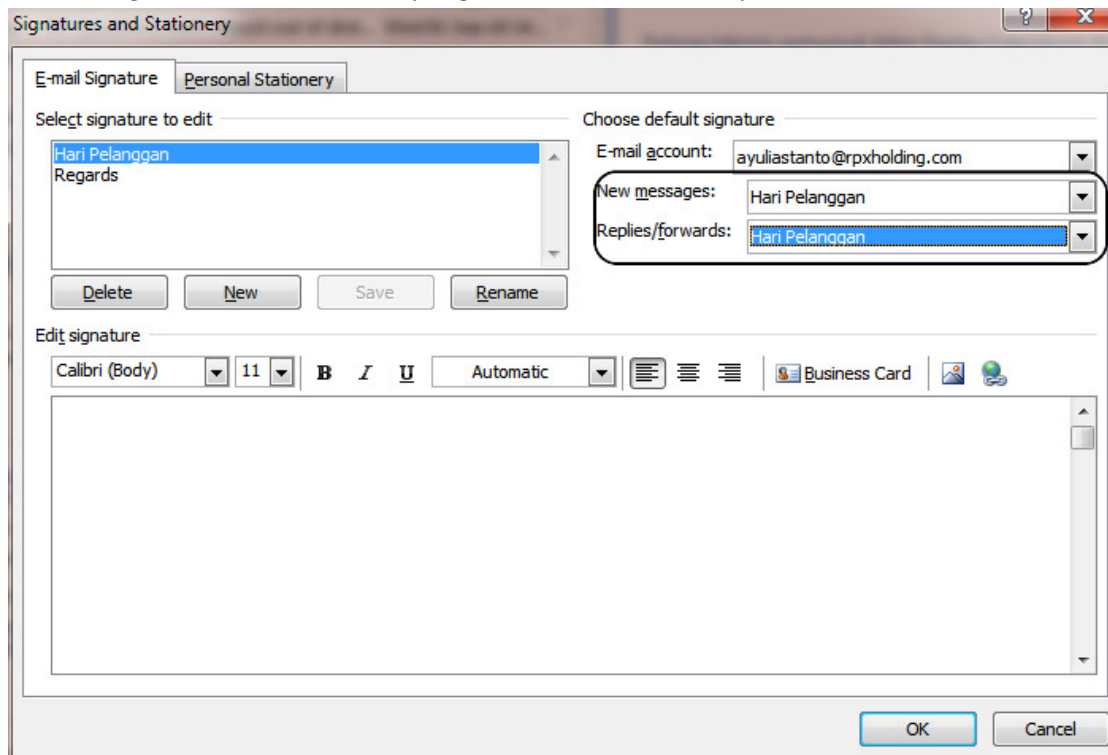 Signatures and Stationery
E-mail Signature Personal Stationery
Select signature to edit
Hari Pelanggan
Regards
Delete New Save Rename
Choose default signature
E-mail account: ayuliastanto@rpxholding.com
New messages: Hari Pelanggan
Replies/forwards: Hari Pelanggan
Edit signature
Calibri (Body) 11 B I U Automatic Business Card
OK Cancel